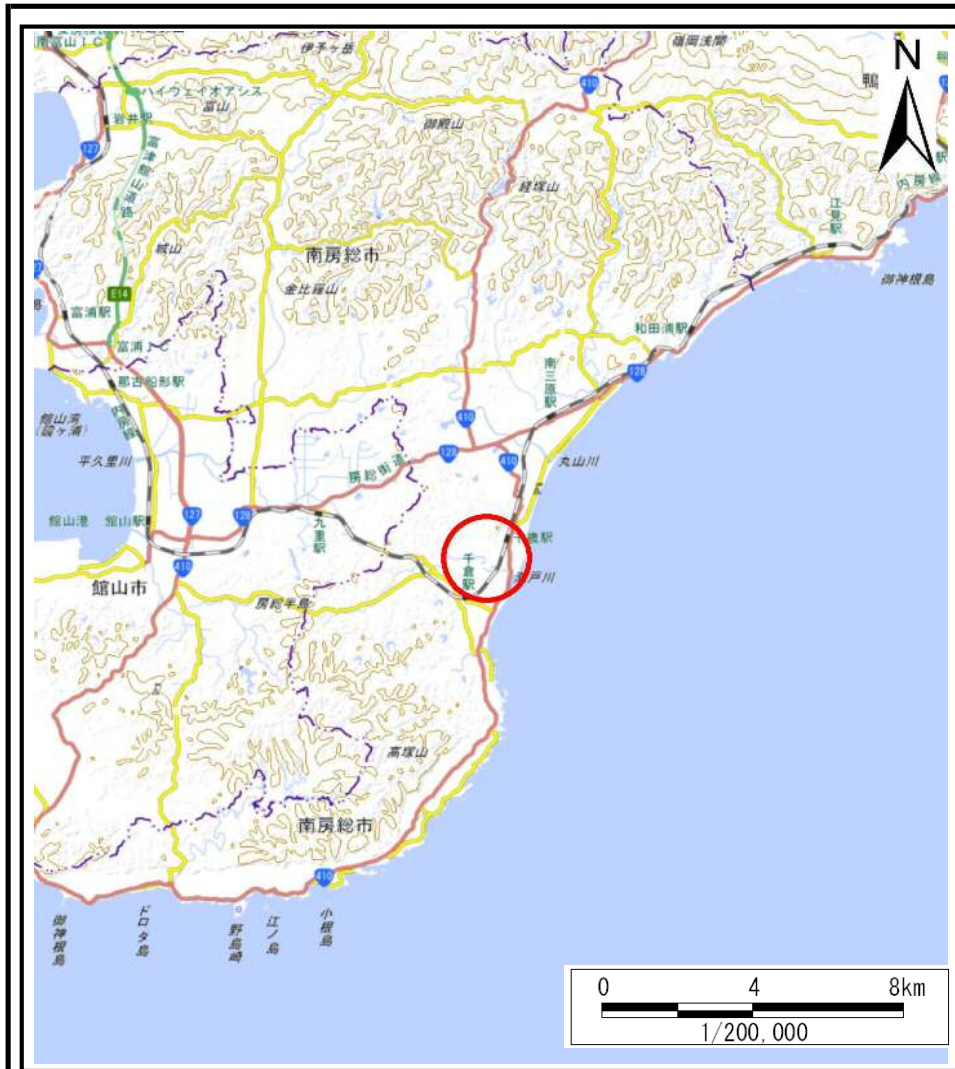 南富山IC
伊予ヶ岳
嶺岡浅間
N
410
鴨
ハイウェイオアシス
富山
岩井駅
御殿山
127
富津館山道路
経塚山
内房線
江見駅
城山
南房総市
御神根島
金比羅山
E14
富浦駅
和田浦駅
富浦JC
128
南三原駅
那古船形駅
館山湾
(鏡ヶ浦)
内房線
410
平久里川
128
410
丸山川
房総街道
館山港
館山駅
127
128
九重駅
千歳駅
千倉駅
瀬戸川
410
館山市
房総半島
高塚山
南房総市
410
御神根島
ドロタ島
野島崎
江ノ島
小根島
0 4 8km
1/200,000